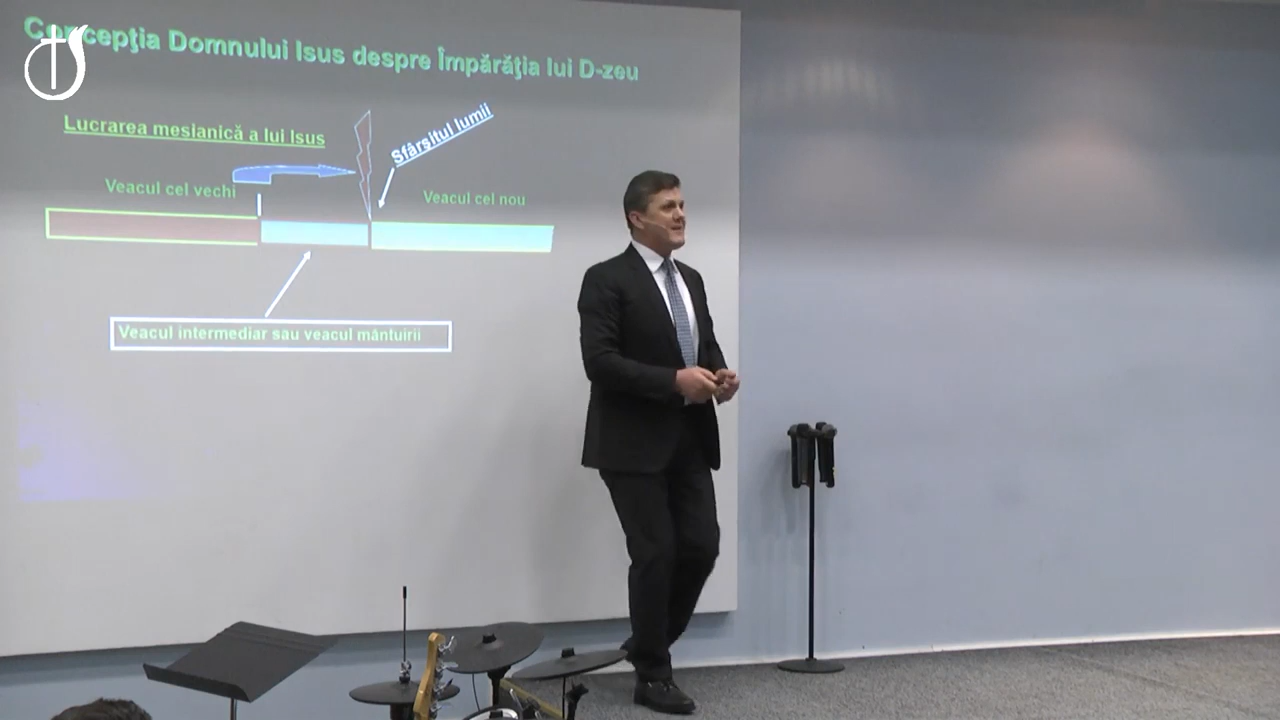 Concepţia Domnului Isus despre Împărăţia lui D-zeu
Lucrarea mesianică a lui Isus
Sfârşitul lumii
Veacul cel vechi
Veacul cel nou
Veacul intermediar sau veacul mântuirii